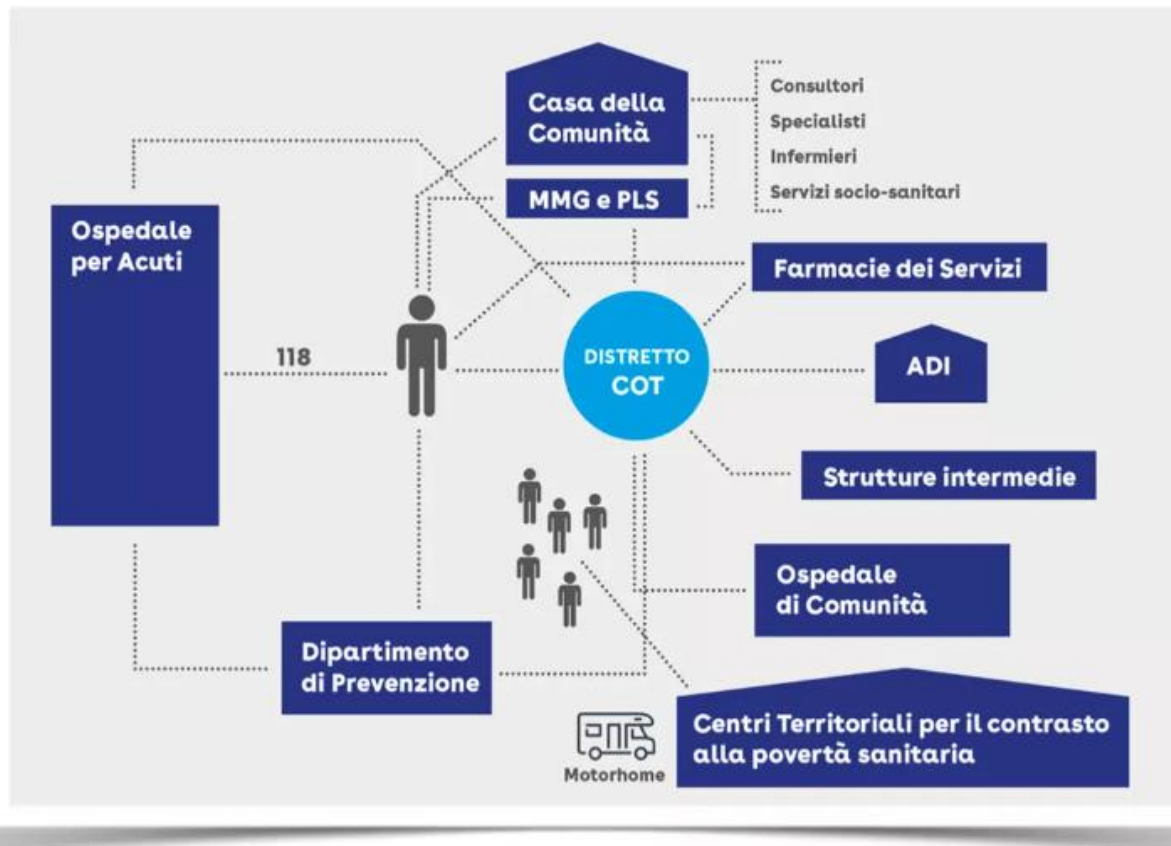 Casa della
Comunità
MMG e PLS
Consultori
Specialisti
Infermieri
Servizi socio-sanitari
Ospedale
per Acuti
Farmacie dei Servizi
118
DISTRETTO
COT
ADI
Strutture intermedie
Ospedale
di Comunità
Dipartimento
di Prevenzione
Centri Territoriali per il contrasto
alla povertà sanitaria
Motorhome